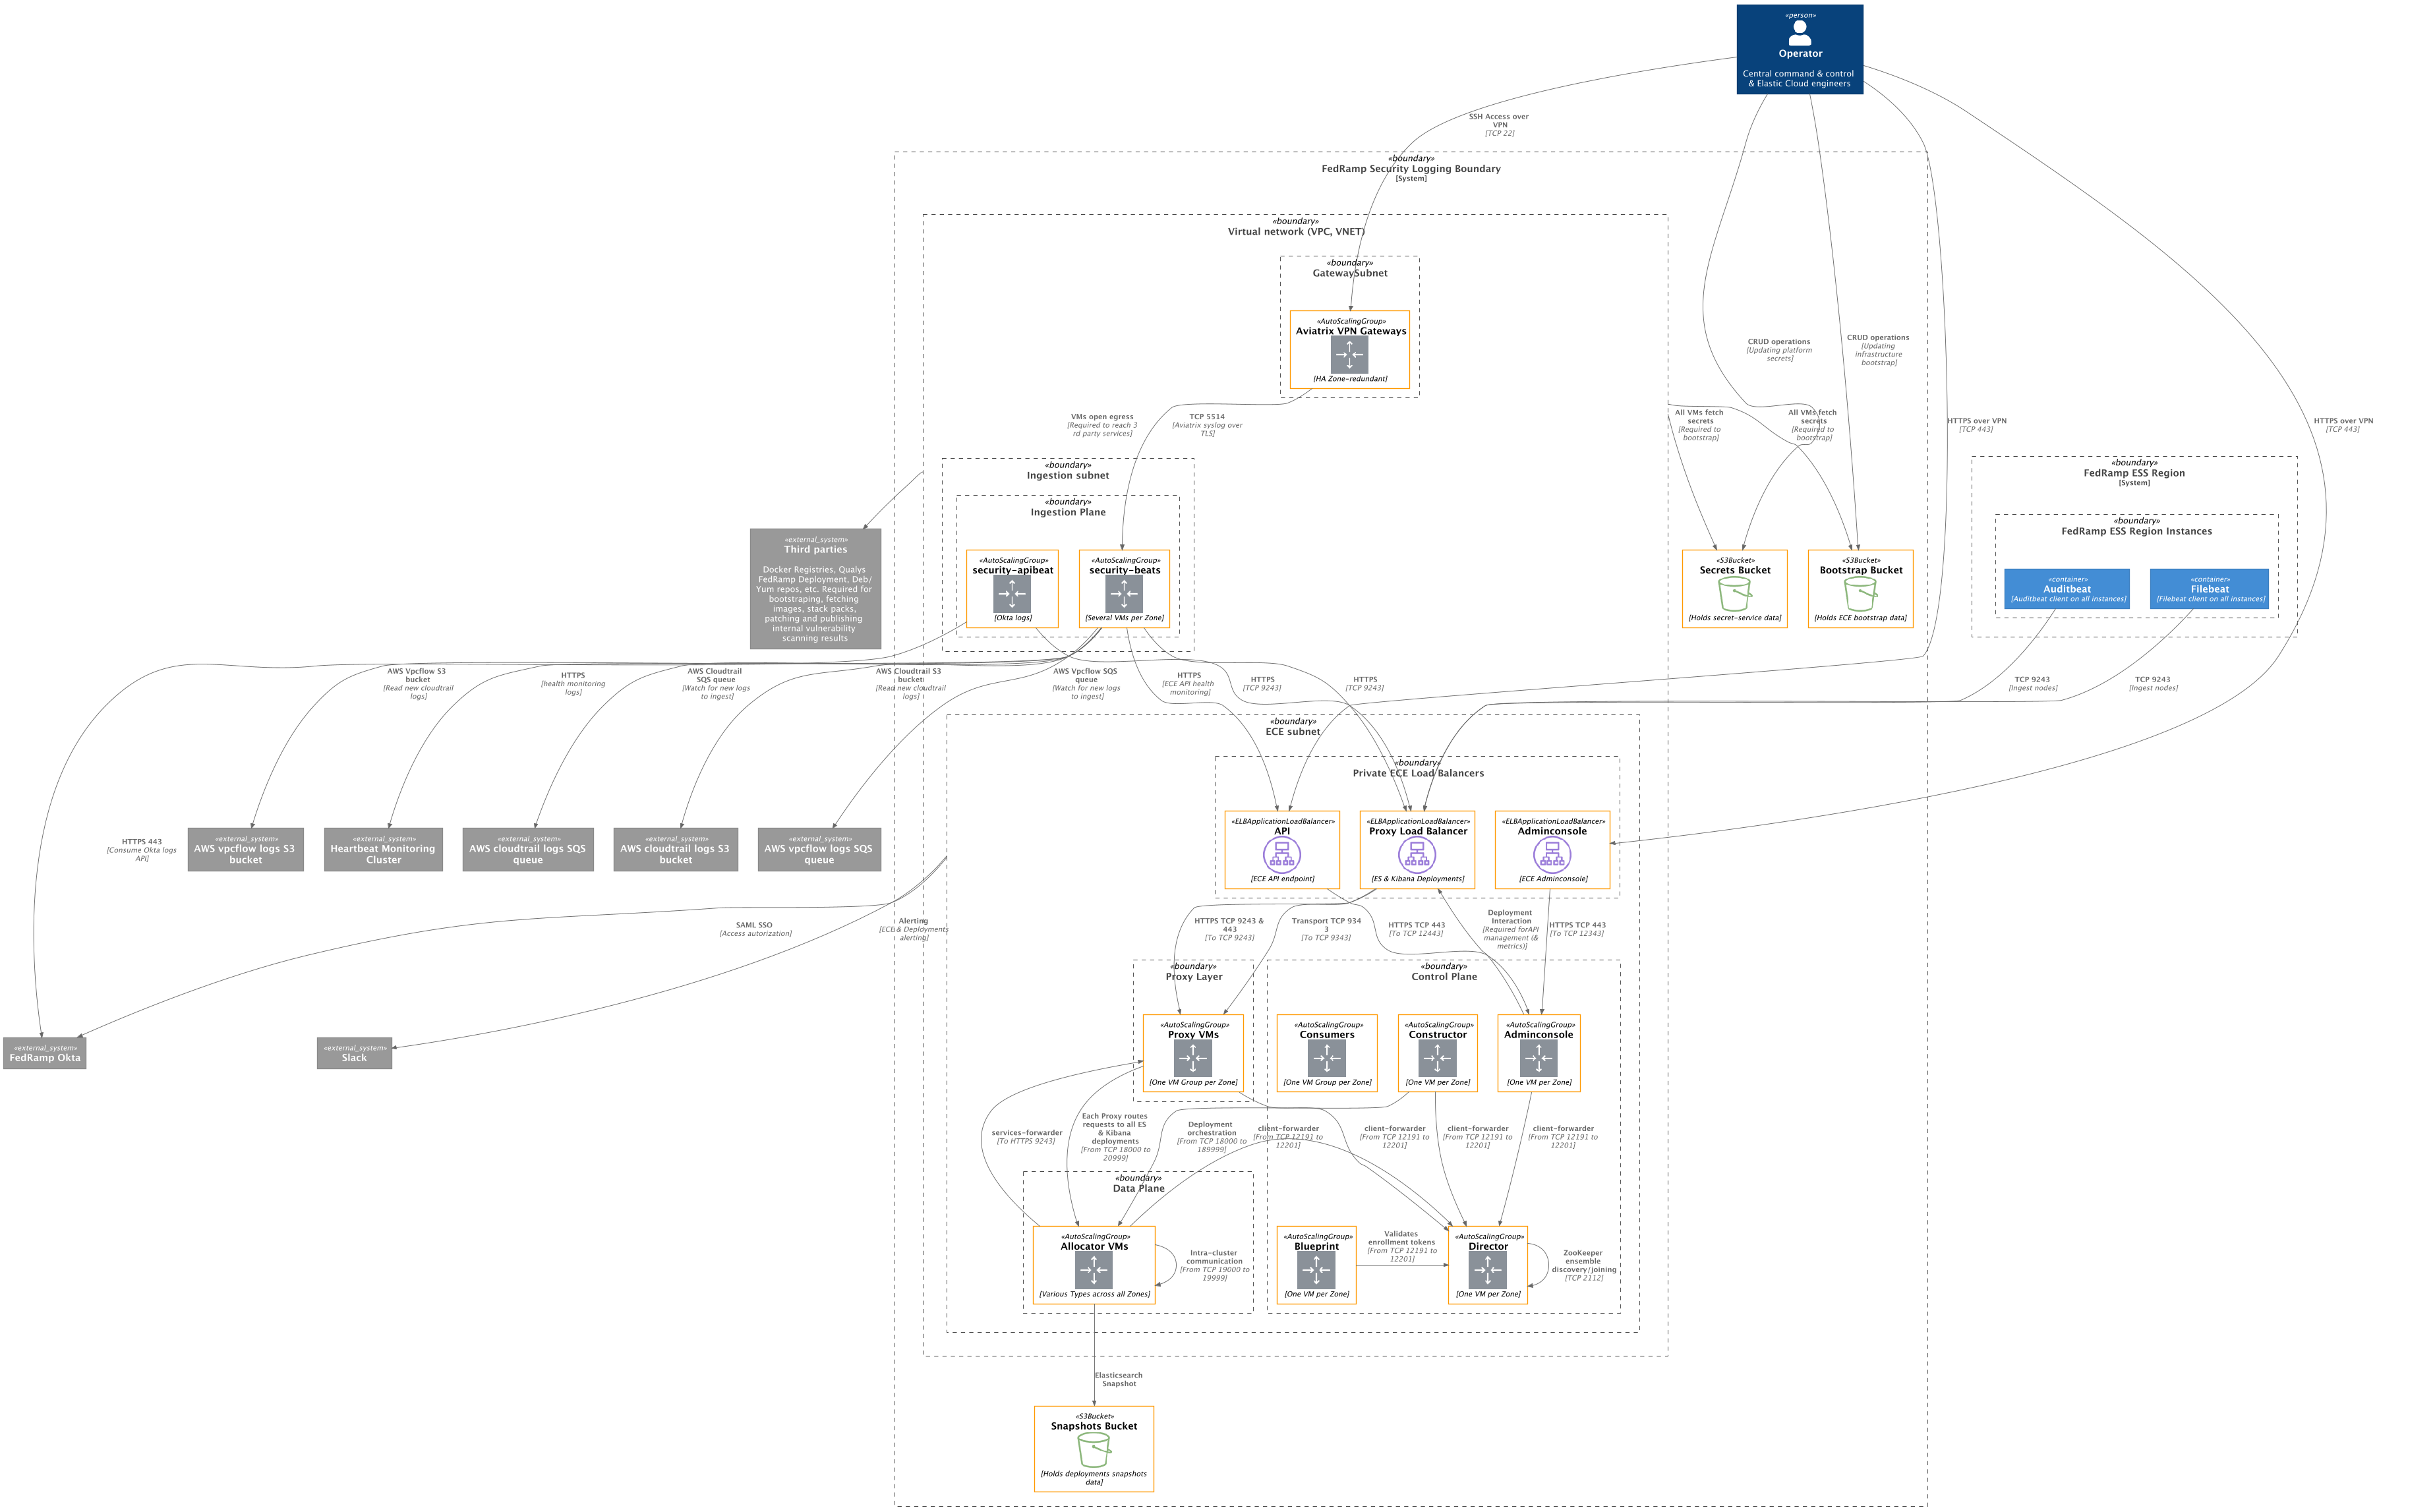 «person»
Operator
Central command & control
& Elastic Cloud engineers
SSH Access over
VPN
[TCP 22]
«boundary»
FedRamp Security Logging Boundary
[System]
«boundary»
Virtual network (VPC, VNET)
«boundary»
GatewaySubnet
«AutoScalingGroup»
Aviatrix VPN Gateways
[HA Zone-redundant]
CRUD operations
[Updating platform
secrets]
CRUD operations
[Updating
infrastructure
bootstrap]
VMs open egress
[Required to reach 3
rd party services]
TCP 5514
[Aviatrix syslog over
TLS]
All VMs fetch
secrets
[Required to
bootstrap]
All VMs fetch
secrets
[Required to
bootstrap]
HTTPS over VPN
[TCP 443]
HTTPS over VPN
[TCP 443]
«boundary»
Ingestion subnet
«boundary»
Ingestion Plane
«boundary»
FedRamp ESS Region
[System]
«boundary»
FedRamp ESS Region Instances
«external_system»
Third parties
Docker Registries, Qualys
FedRamp Deployment, Deb/
Yum repos, etc. Required for
bootstraping, fetching
images, stack packs,
patching and publishing
internal vulnerability
scanning results
«AutoScalingGroup»
security-apibeat
[Okta logs]
«AutoScalingGroup»
security-beats
[Several VMs per Zone]
«S3Bucket»
Secrets Bucket
[Holds secret-service data]
«S3Bucket»
Bootstrap Bucket
[Holds ECE bootstrap data]
«container»
Auditbeat
[Auditbeat client on all instances]
«container»
Filebeat
[Filebeat client on all instances]
AWS Vpcflow S3
bucket
[Read new cloudtrail
logs]
HTTPS
[health monitoring
logs]
AWS Cloudtrail
SQS queue
[Watch for new logs
to ingest]
AWS Cloudtrail S3
bucket
[Read new cloudtrail
logs]
AWS Vpcflow SQS
queue
[Watch for new logs
to ingest]
HTTPS
[ECE API health
monitoring]
HTTPS
[TCP 9243]
HTTPS
[TCP 9243]
TCP 9243
[Ingest nodes]
TCP 9243
[Ingest nodes]
«boundary»
ECE subnet
«boundary»
Private ECE Load Balancers
HTTPS 443
[Consume Okta logs
API]
«external_system»
AWS vpcflow logs S3
bucket
«external_system»
Heartbeat Monitoring
Cluster
«external_system»
AWS cloudtrail logs SQS
queue
«external_system»
AWS cloudtrail logs S3
bucket
«external_system»
AWS vpcflow logs SQS
queue
«ELBApplicationLoadBalancer»
API
[ECE API endpoint]
«ELBApplicationLoadBalancer»
Proxy Load Balancer
[ES & Kibana Deployments]
«ELBApplicationLoadBalancer»
Adminconsole
[ECE Adminconsole]
SAML SSO
[Access autorization]
Alerting
[ECE & Deployments
alerting]
HTTPS TCP 9243 &
443
[To TCP 9243]
Transport TCP 934
3
[To TCP 9343]
HTTPS TCP 443
[To TCP 12443]
Deployment
Interaction
[Required forAPI
management (&
metrics)]
HTTPS TCP 443
[To TCP 12343]
«boundary»
Proxy Layer
«boundary»
Control Plane
«external_system»
FedRamp Okta
«external_system»
Slack
«AutoScalingGroup»
Proxy VMs
[One VM Group per Zone]
«AutoScalingGroup»
Consumers
[One VM Group per Zone]
«AutoScalingGroup»
Constructor
[One VM per Zone]
«AutoScalingGroup»
Adminconsole
[One VM per Zone]
services-forwarder
[To HTTPS 9243]
Each Proxy routes
requests to all ES
& Kibana
deployments
[From TCP 18000 to
20999]
Deployment
orchestration
[From TCP 18000 to
189999]
client-forwarder
[From TCP 12191 to
12201]
client-forwarder
[From TCP 12191 to
12201]
client-forwarder
[From TCP 12191 to
12201]
client-forwarder
[From TCP 12191 to
12201]
«boundary»
Data Plane
«AutoScalingGroup»
Allocator VMs
[Various Types across all Zones]
Intra-cluster
communication
[From TCP 19000 to
19999]
«AutoScalingGroup»
Blueprint
[One VM per Zone]
Validates
enrollment tokens
[From TCP 12191 to
12201]
«AutoScalingGroup»
Director
[One VM per Zone]
ZooKeeper
ensemble
discovery/joining
[TCP 2112]
Elasticsearch
Snapshot
«S3Bucket»
Snapshots Bucket
[Holds deployments snapshots
data]